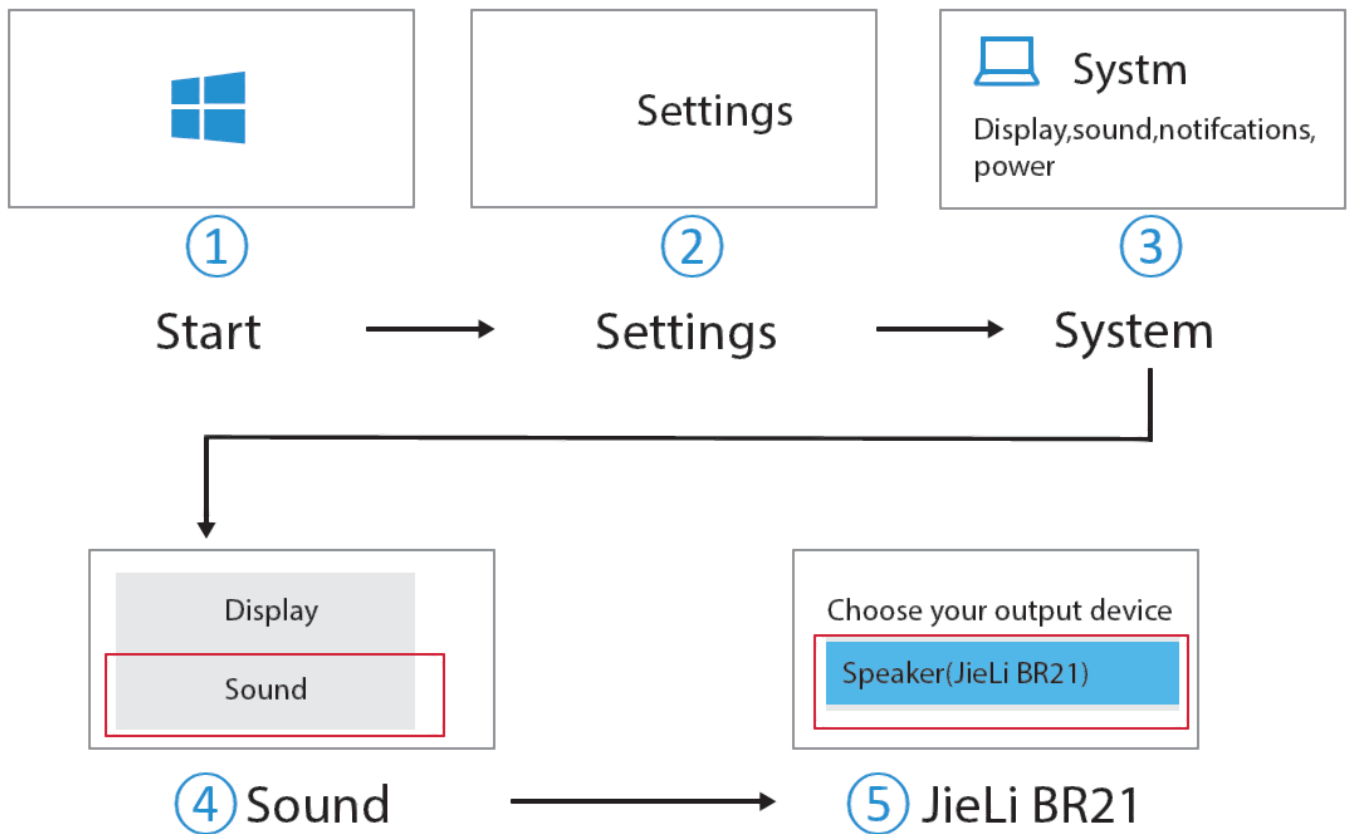 Settings
Systm
Display,sound,notifcations,
power
1
2
3
Start
Settings
System
Display
Sound
Choose your output device
Speaker(JieLi BR21)
4 Sound
5 JieLi BR21